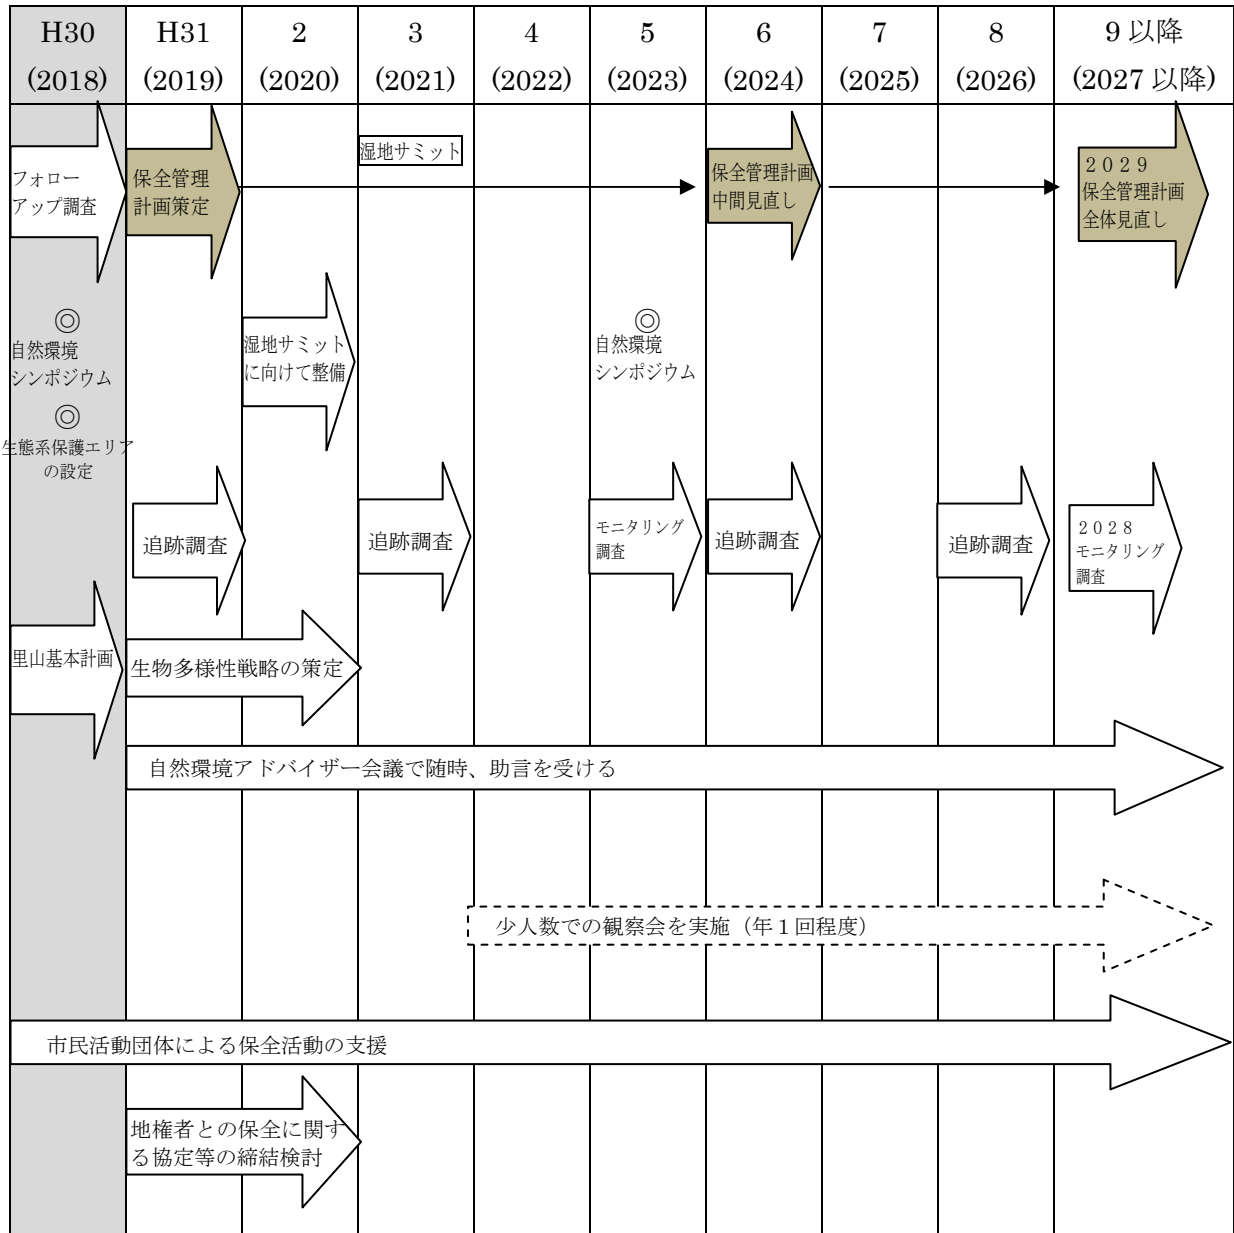 H30
(2018)
H31
(2019)
2
(2020)
3
(2021)
4
(2022)
5
(2023)
6
(2024)
7
(2025)
8
(2026)
9 以降
(2027 以降)
フォロー
アップ調査
保全管理
計画策定
湿地サミット
保全管理計画
中間見直し
２０２９
保全管理計画
全体見直し
◎
自然環境
シンポジウム
◎
生態系保護エリア
の設定
湿地サミット
に向けて整備
◎
自然環境
シンポジウム
追跡調査
追跡調査
モニタリング
調査
追跡調査
追跡調査
２０２８
モニタリング
調査
里山基本計画
生物多様性戦略の策定
自然環境アドバイザー会議で随時、助言を受ける
少人数での観察会を実施（年１回程度）
市民活動団体による保全活動の支援
地権者との保全に関す
る協定等の締結検討